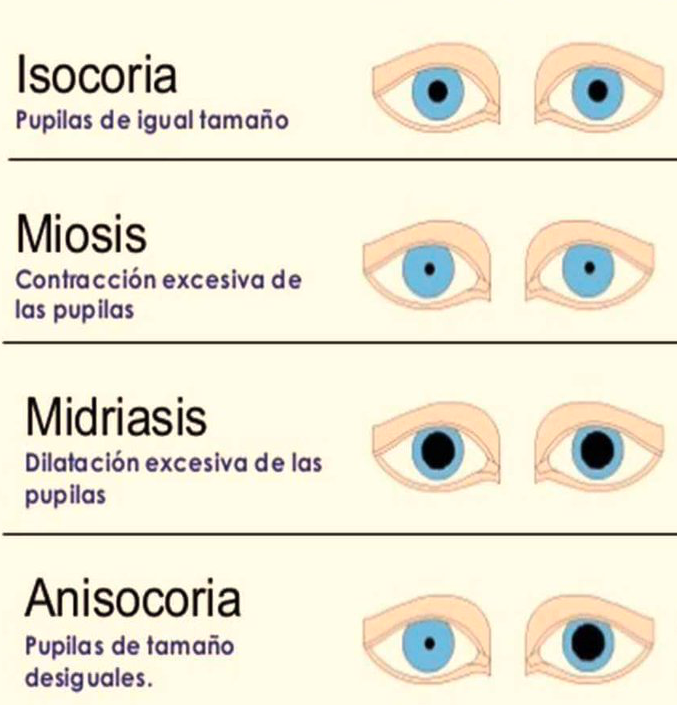 Isocoria
Pupilas de igual tamaño
Miosis
Contracción excesiva de
las pupilas
Midriasis
Dilatación excesiva de las
pupilas
Anisocoria
Pupilas de tamaño
desiguales.